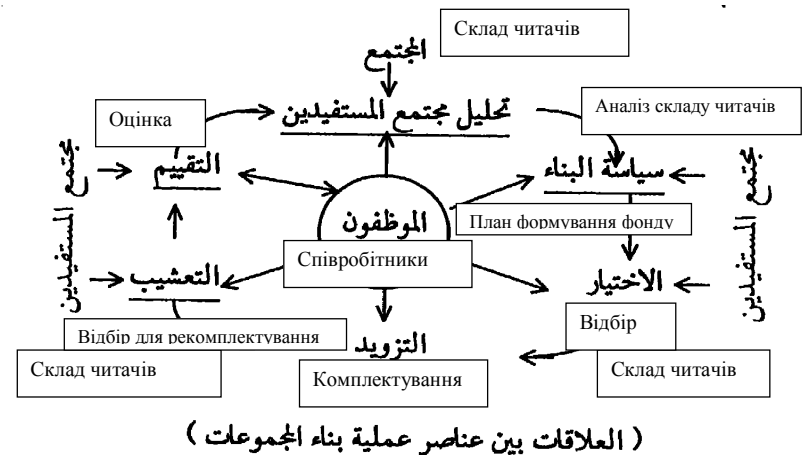 Склад читачів
المجتمع
Оцінка
تحليل مجتمع المستفيدين
Аналіз складу читачів
مجتمع المستفيدين
التقييم
سياسة البناء
مجتمع المستفيدين
الموظفون
План формування фонду
Співробітники
التعشيب
الاختيار
Відбір для рекомплектування
Відбір
التزويد
Склад читачів
Комплектування
Склад читачів
( العلاقات بين عناصر عملية بناء المجموعات )